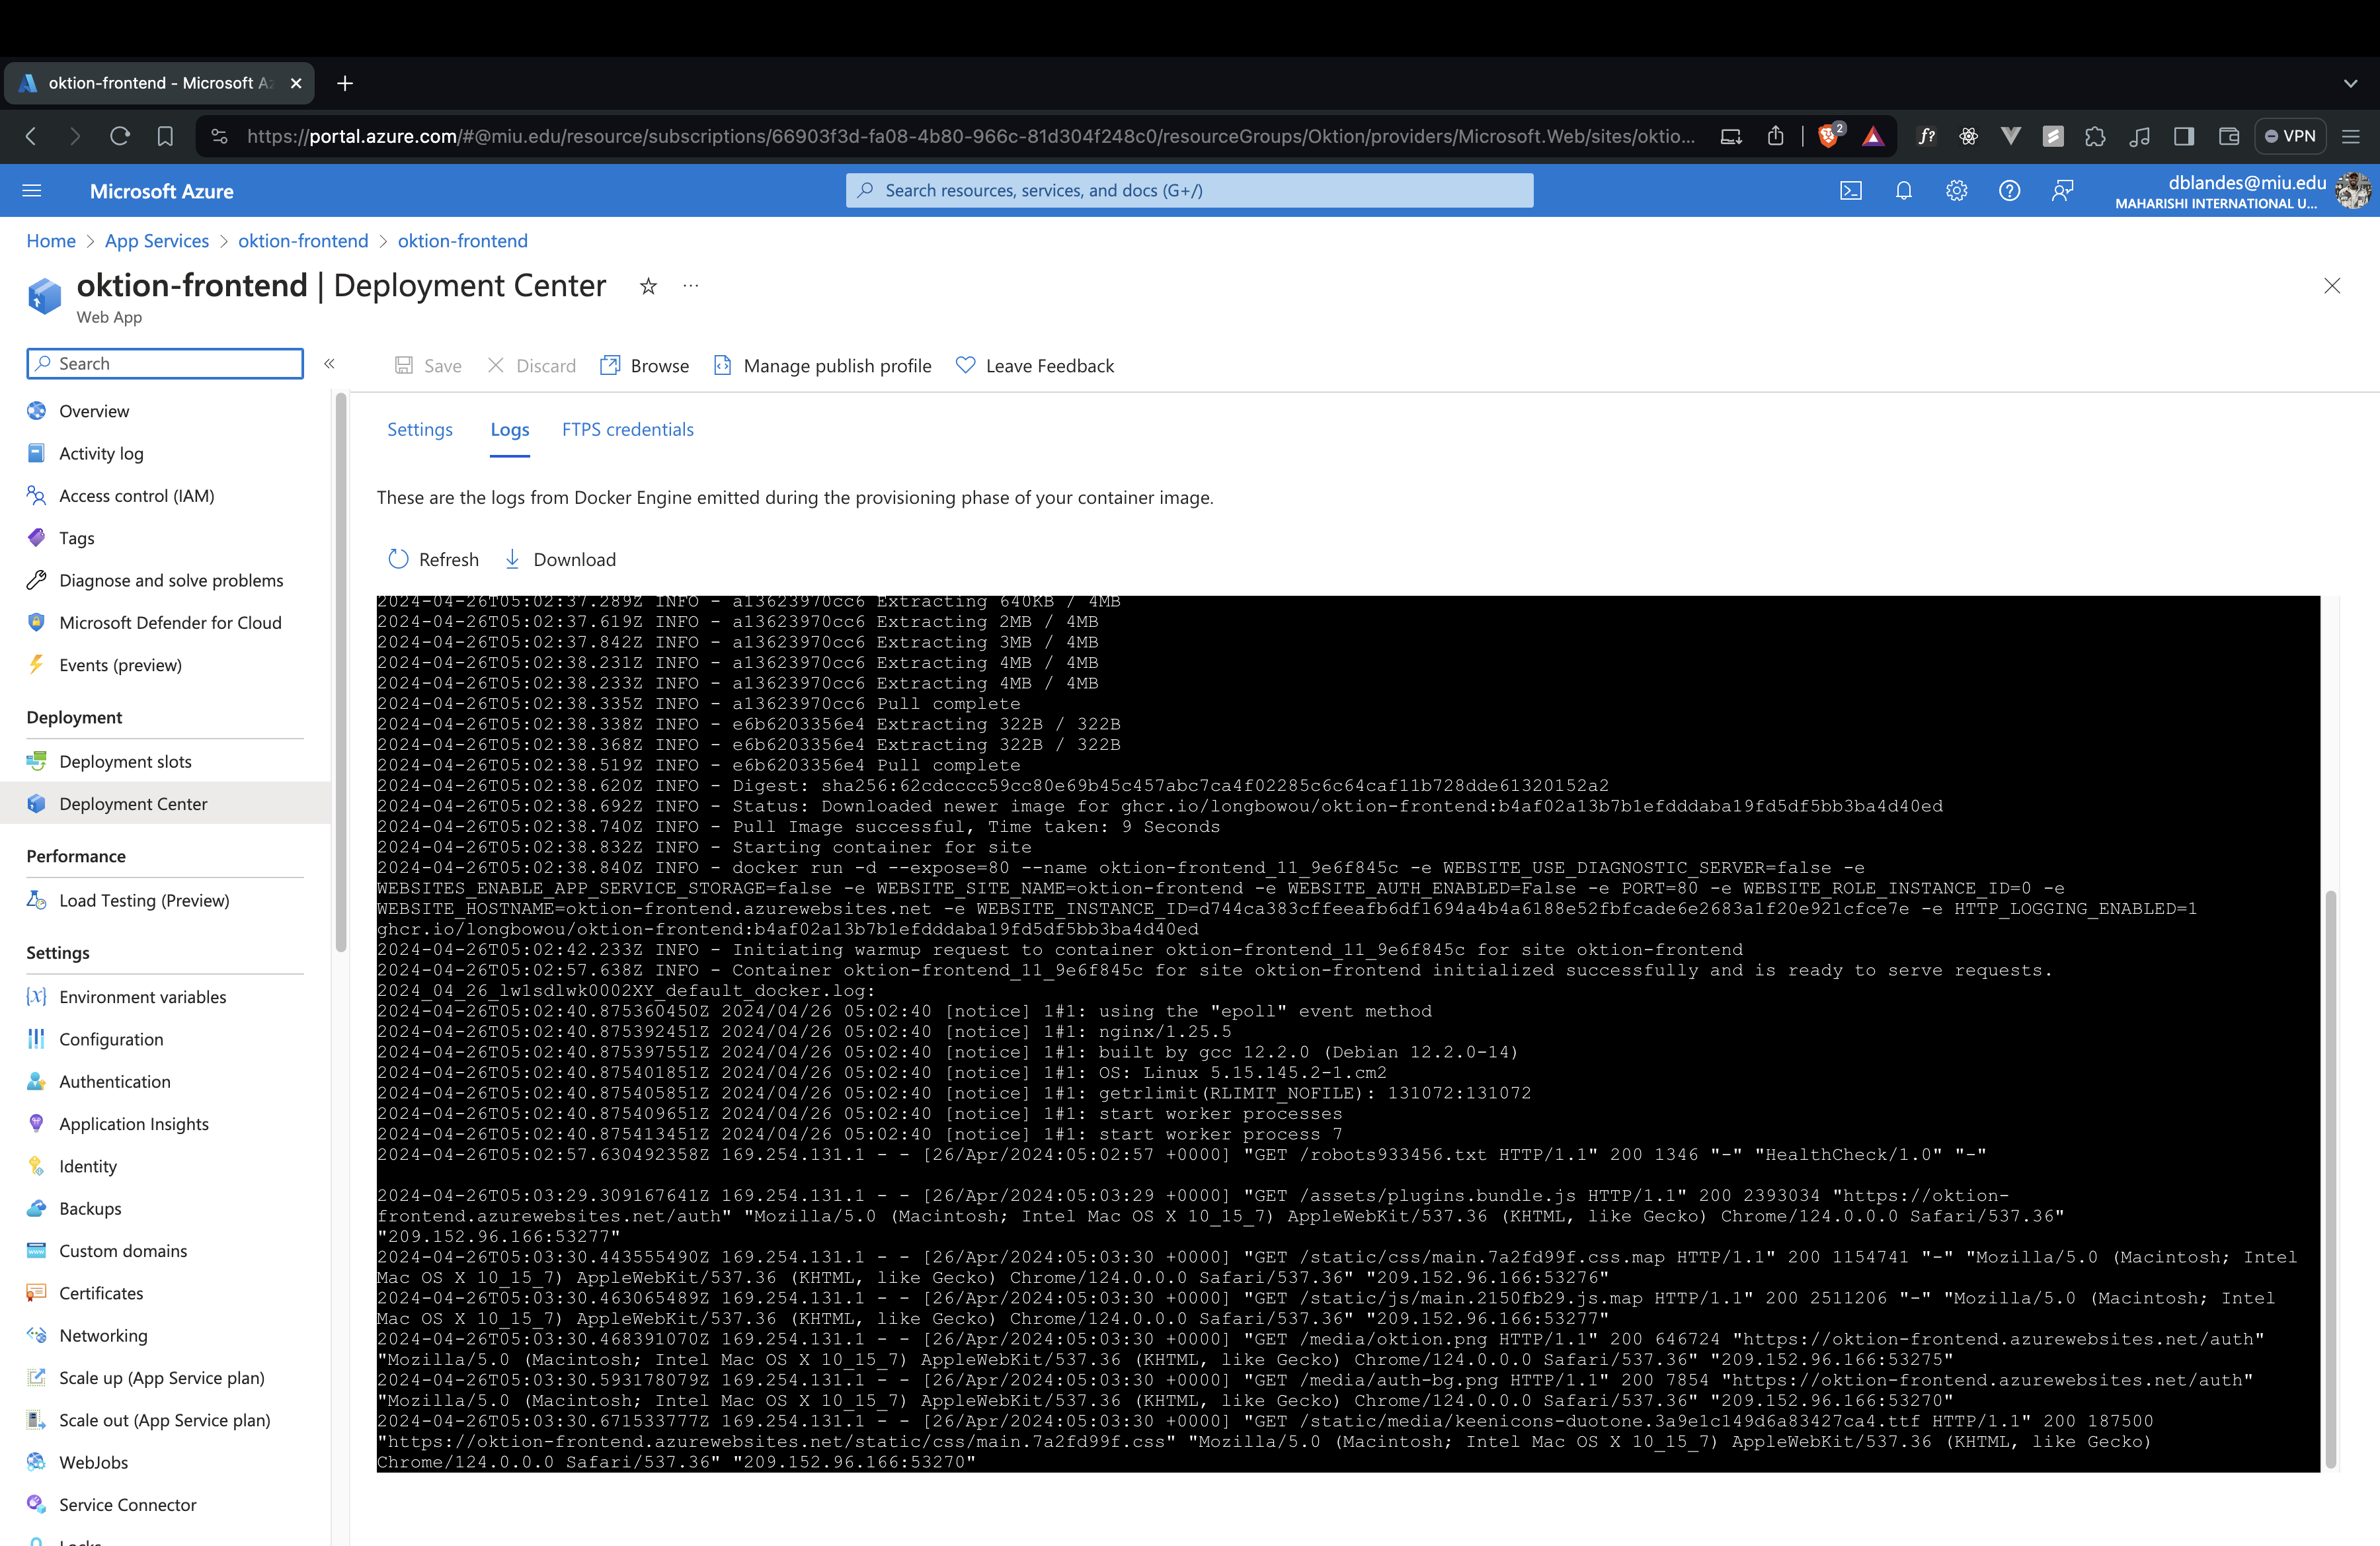 oktion-frontend - Microsoft Az
https://portal.azure.com/#@miu.edu/resource/subscriptions/66903f3d-fa08-4b80-966c-81d304f248c0/resourceGroups/Oktion/providers/Microsoft.Web/sites/oktio...
2
f?
VPN
Microsoft Azure
Search resources, services, and docs (G+/)
dblandes@miu.edu
MAHARISHI INTERNATIONAL U...
Home > App Services > oktion-frontend > oktion-frontend
oktion-frontend | Deployment Center
Web App
Search
Overview
Activity log
Access control (IAM)
Tags
Diagnose and solve problems
Microsoft Defender for Cloud
Events (preview)
Deployment
Deployment slots
Deployment Center
Performance
Load Testing (Preview)
Settings
Environment variables
Configuration
Authentication
Application Insights
Identity
Backups
Custom domains
Certificates
Networking
Scale up (App Service plan)
Scale out (App Service plan)
WebJobs
Service Connector
Locks
Save Discard Browse Manage publish profile Leave Feedback
Settings Logs FTPS credentials
These are the logs from Docker Engine emitted during the provisioning phase of your container image.
Refresh Download
2024-04-26T05:02:37.289Z INFO - a13623970cc6 Extracting 640KB / 4MB
2024-04-26T05:02:37.619Z INFO - a13623970cc6 Extracting 2MB / 4MB
2024-04-26T05:02:37.842Z INFO - a13623970cc6 Extracting 3MB / 4MB
2024-04-26T05:02:38.231Z INFO - a13623970cc6 Extracting 4MB / 4MB
2024-04-26T05:02:38.233Z INFO - a13623970cc6 Extracting 4MB / 4MB
2024-04-26T05:02:38.335Z INFO - a13623970cc6 Pull complete
2024-04-26T05:02:38.338Z INFO - e6b6203356e4 Extracting 322B / 322B
2024-04-26T05:02:38.368Z INFO - e6b6203356e4 Extracting 322B / 322B
2024-04-26T05:02:38.519Z INFO - e6b6203356e4 Pull complete
2024-04-26T05:02:38.620Z INFO - Digest: sha256:62cdcccc59cc80e69b45c457abc7ca4f02285c6c64caf11b728dde61320152a2
2024-04-26T05:02:38.692Z INFO - Status: Downloaded newer image for ghcr.io/longbowou/oktion-frontend:b4af02a13b7b1efdddaba19fd5df5bb3ba4d40ed
2024-04-26T05:02:38.740Z INFO - Pull Image successful, Time taken: 9 Seconds
2024-04-26T05:02:38.832Z INFO - Starting container for site
2024-04-26T05:02:38.840Z INFO - docker run -d --expose=80 --name oktion-frontend_11_9e6f845c -e WEBSITE_USE_DIAGNOSTIC_SERVER=false -e
WEBSITES_ENABLE_APP_SERVICE_STORAGE=false -e WEBSITE_SITE_NAME=oktion-frontend -e WEBSITE_AUTH_ENABLED=False -e PORT=80 -e WEBSITE_ROLE_INSTANCE_ID=0 -e
WEBSITE_HOSTNAME=oktion-frontend.azurewebsites.net -e WEBSITE_INSTANCE_ID=d744ca383cffeeafb6df1694a4b4a6188e52fbfcade6e2683a1f20e921cfce7e -e HTTP_LOGGING_ENABLED=1
ghcr.io/longbowou/oktion-frontend:b4af02a13b7b1efdddaba19fd5df5bb3ba4d40ed
2024-04-26T05:02:42.233Z INFO - Initiating warmup request to container oktion-frontend_11_9e6f845c for site oktion-frontend
2024-04-26T05:02:57.638Z INFO - Container oktion-frontend_11_9e6f845c for site oktion-frontend initialized successfully and is ready to serve requests.
2024_04_26_lw1sdlwk0002XY_default_docker.log:
2024-04-26T05:02:40.875360450Z 2024/04/26 05:02:40 [notice] 1#1: using the "epoll" event method
2024-04-26T05:02:40.875392451Z 2024/04/26 05:02:40 [notice] 1#1: nginx/1.25.5
2024-04-26T05:02:40.875397551Z 2024/04/26 05:02:40 [notice] 1#1: built by gcc 12.2.0 (Debian 12.2.0-14)
2024-04-26T05:02:40.875401851Z 2024/04/26 05:02:40 [notice] 1#1: OS: Linux 5.15.145.2-1.cm2
2024-04-26T05:02:40.875405851Z 2024/04/26 05:02:40 [notice] 1#1: getrlimit(RLIMIT_NOFILE): 131072:131072
2024-04-26T05:02:40.875409651Z 2024/04/26 05:02:40 [notice] 1#1: start worker processes
2024-04-26T05:02:40.875413451Z 2024/04/26 05:02:40 [notice] 1#1: start worker process 7
2024-04-26T05:02:57.630492358Z 169.254.131.1 - - [26/Apr/2024:05:02:57 +0000] "GET /robots933456.txt HTTP/1.1" 200 1346 "-" "HealthCheck/1.0" "-"
2024-04-26T05:03:29.309167641Z 169.254.131.1 - - [26/Apr/2024:05:03:29 +0000] "GET /assets/plugins.bundle.js HTTP/1.1" 200 2393034 "https://oktion-
frontend.azurewebsites.net/auth" "Mozilla/5.0 (Macintosh; Intel Mac OS X 10_15_7) AppleWebKit/537.36 (KHTML, like Gecko) Chrome/124.0.0.0 Safari/537.36"
"209.152.96.166:53277"
2024-04-26T05:03:30.443555490Z 169.254.131.1 - - [26/Apr/2024:05:03:30 +0000] "GET /static/css/main.7a2fd99f.css.map HTTP/1.1" 200 1154741 "-" "Mozilla/5.0 (Macintosh; Intel
Mac OS X 10_15_7) AppleWebKit/537.36 (KHTML, like Gecko) Chrome/124.0.0.0 Safari/537.36" "209.152.96.166:53276"
2024-04-26T05:03:30.463065489Z 169.254.131.1 - - [26/Apr/2024:05:03:30 +0000] "GET /static/js/main.2150fb29.js.map HTTP/1.1" 200 2511206 "-" "Mozilla/5.0 (Macintosh; Intel
Mac OS X 10_15_7) AppleWebKit/537.36 (KHTML, like Gecko) Chrome/124.0.0.0 Safari/537.36" "209.152.96.166:53277"
2024-04-26T05:03:30.468391070Z 169.254.131.1 - - [26/Apr/2024:05:03:30 +0000] "GET /media/oktion.png HTTP/1.1" 200 646724 "https://oktion-frontend.azurewebsites.net/auth"
"Mozilla/5.0 (Macintosh; Intel Mac OS X 10_15_7) AppleWebKit/537.36 (KHTML, like Gecko) Chrome/124.0.0.0 Safari/537.36" "209.152.96.166:53275"
2024-04-26T05:03:30.593178079Z 169.254.131.1 - - [26/Apr/2024:05:03:30 +0000] "GET /media/auth-bg.png HTTP/1.1" 200 7854 "https://oktion-frontend.azurewebsites.net/auth"
"Mozilla/5.0 (Macintosh; Intel Mac OS X 10_15_7) AppleWebKit/537.36 (KHTML, like Gecko) Chrome/124.0.0.0 Safari/537.36" "209.152.96.166:53270"
2024-04-26T05:03:30.671533777Z 169.254.131.1 - - [26/Apr/2024:05:03:30 +0000] "GET /static/media/keenicons-duotone.3a9e1c149d6a83427ca4.ttf HTTP/1.1" 200 187500
"https://oktion-frontend.azurewebsites.net/static/css/main.7a2fd99f.css" "Mozilla/5.0 (Macintosh; Intel Mac OS X 10_15_7) AppleWebKit/537.36 (KHTML, like Gecko)
Chrome/124.0.0.0 Safari/537.36" "209.152.96.166:53270"